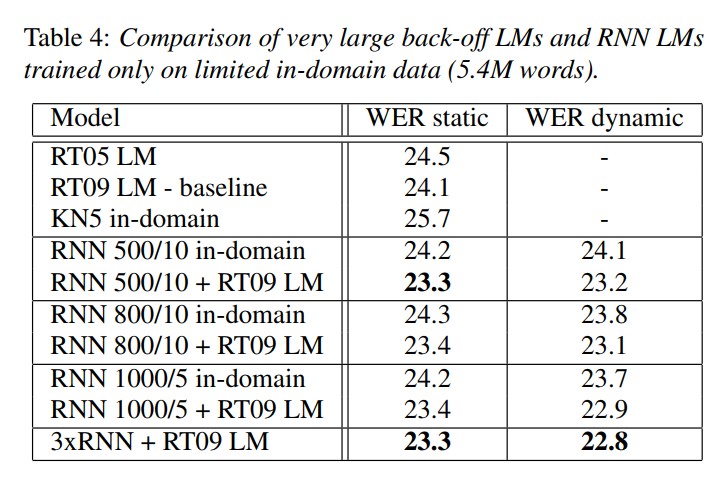 Table 4: Comparison of very large back-off LMs and RNN LMs
trained only on limited in-domain data (5.4M words).
Model WER static WER dynamic
RT05 LM 24.5 -
RT09 LM - baseline 24.1 -
KN5 in-domain 25.7 -
RNN 500/10 in-domain 24.2 24.1
RNN 500/10 + RT09 LM 23.3 23.2
RNN 800/10 in-domain 24.3 23.8
RNN 800/10 + RT09 LM 23.4 23.1
RNN 1000/5 in-domain 24.2 23.7
RNN 1000/5 + RT09 LM 23.4 22.9
3xRNN + RT09 LM 23.3 22.8